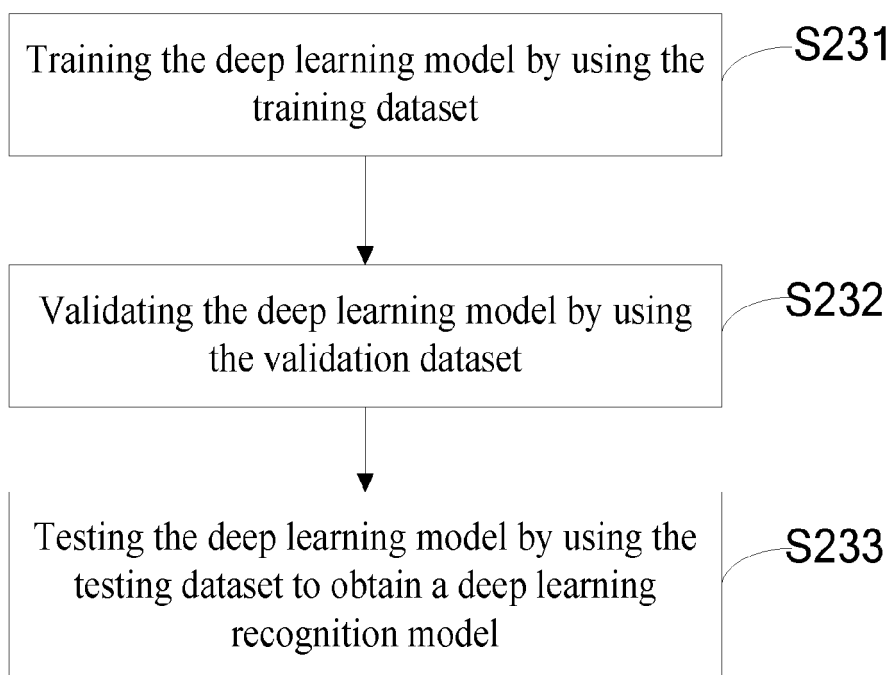 Training the deep learning model by using the
training dataset
S231
Validating the deep learning model by using
the validation dataset
S232
Testing the deep learning model by using the
testing dataset to obtain a deep learning
recognition model
S233